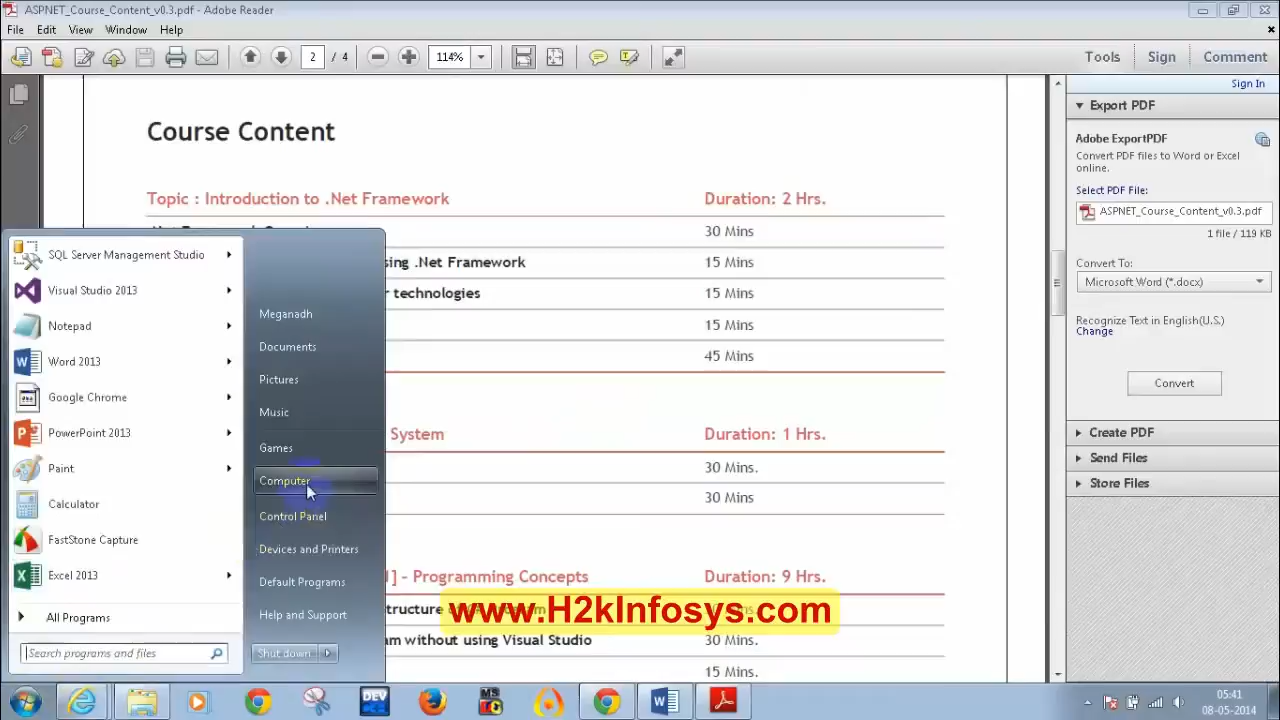 ASPNET_Course_Content_v0.3.pdf - Adobe Reader
File Edit View Window Help
2 / 4 114% Tools Sign Comment
Sign In
Course Content
Topic : Introduction to .Net Framework Duration: 2 Hrs.
30 Mins
sing .Net Framework 15 Mins
r technologies 15 Mins
15 Mins
45 Mins
System Duration: 1 Hrs.
30 Mins.
30 Mins
1] - Programming Concepts Duration: 9 Hrs.
am without using Visual Studio 30 Mins.
15 Mins.
www.H2kInfosys.com
Export PDF
Adobe ExportPDF
Convert PDF files to Word or Excel
online.
Select PDF File:
ASPNET_Course_Content_v0.3.pdf
1 file / 119 KB
Convert To:
Microsoft Word (*.docx)
Recognize Text in English(U.S.)
Change
Convert
Create PDF
Send Files
Store Files
SQL Server Management Studio
Visual Studio 2013
Notepad
Word 2013
Google Chrome
PowerPoint 2013
Paint
Calculator
FastStone Capture
Excel 2013
All Programs
Search programs and files
Meganadh
Documents
Pictures
Music
Games
Computer
Control Panel
Devices and Printers
Default Programs
Help and Support
Shut down
DEV
MS
05:41
08-05-2014